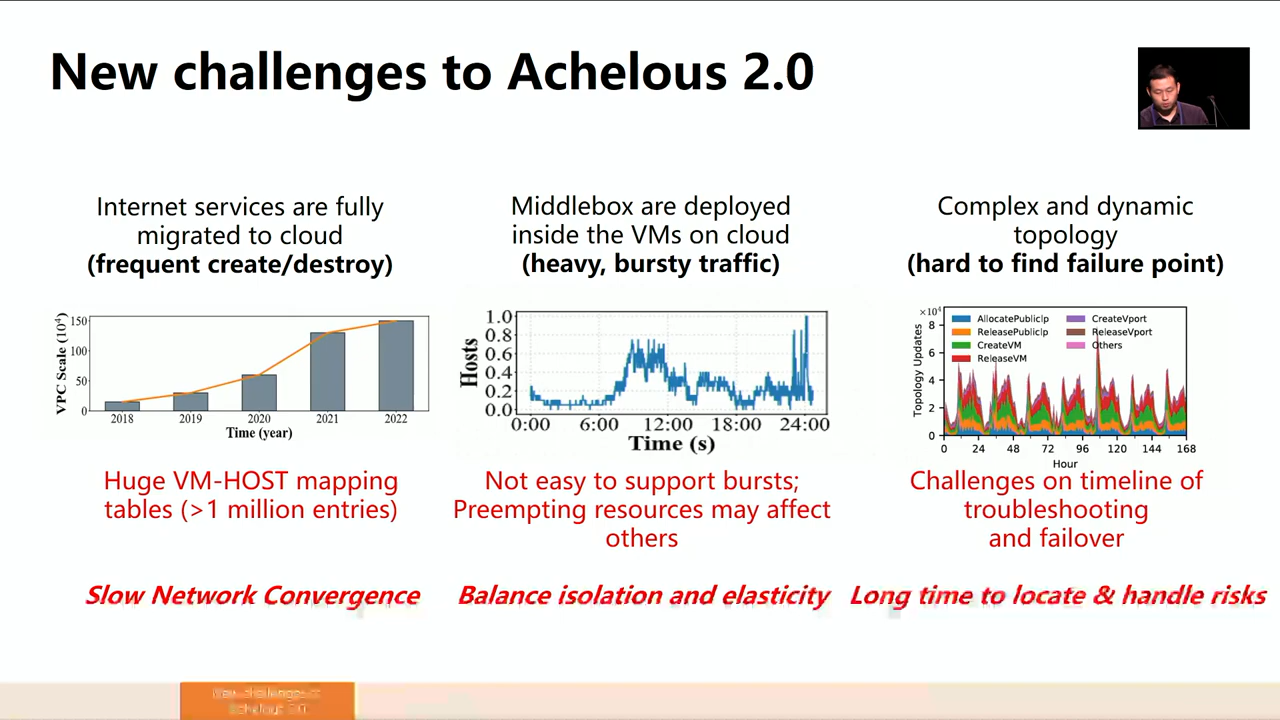 New challenges to Achelous 2.0
Internet services are fully
migrated to cloud
(frequent create/destroy)
VPC Scale (10⁴)
150
100
50
0
2018 2019 2020 2021 2022
Time (year)
Huge VM-HOST mapping
tables (>1 million entries)
Slow Network Convergence
Middlebox are deployed
inside the VMs on cloud
(heavy, bursty traffic)
Hosts
1.0
0.8
0.6
0.4
0.2
0.0
0:00 6:00 12:00 18:00 24:00
Time (s)
Not easy to support bursts;
Preempting resources may affect
others
Balance isolation and elasticity
Complex and dynamic
topology
(hard to find failure point)
×10⁴
Topology Updates
8
6
4
2
0
AllocatePublicIp
ReleasePublicIp
CreateVM
ReleaseVM
CreateVport
ReleaseVport
Others
0 24 48 72 96 120 144 168
Hour
Challenges on timeline of
troubleshooting
and failover
Long time to locate & handle risks
New challenges to
Achelous 2.0